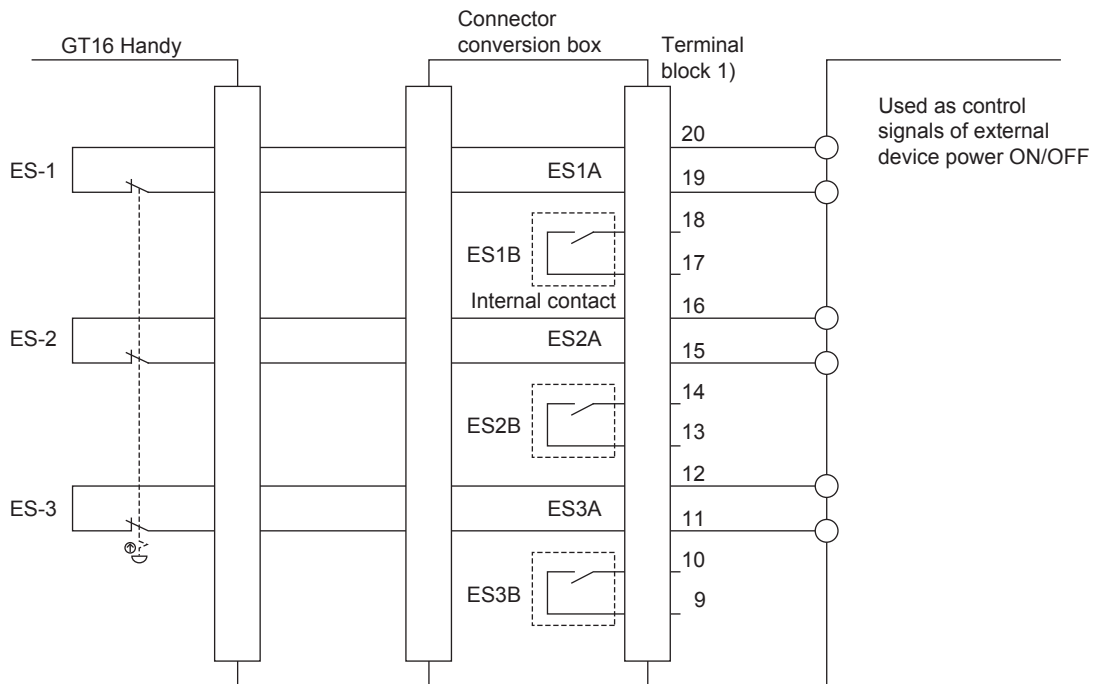 GT16 Handy
Connector
conversion box
Terminal
block 1)
Used as control
signals of external
device power ON/OFF
20
ES-1
ES1A
19
18
ES1B
17
Internal contact
16
ES-2
ES2A
15
14
ES2B
13
12
ES-3
ES3A
11
10
ES3B
9